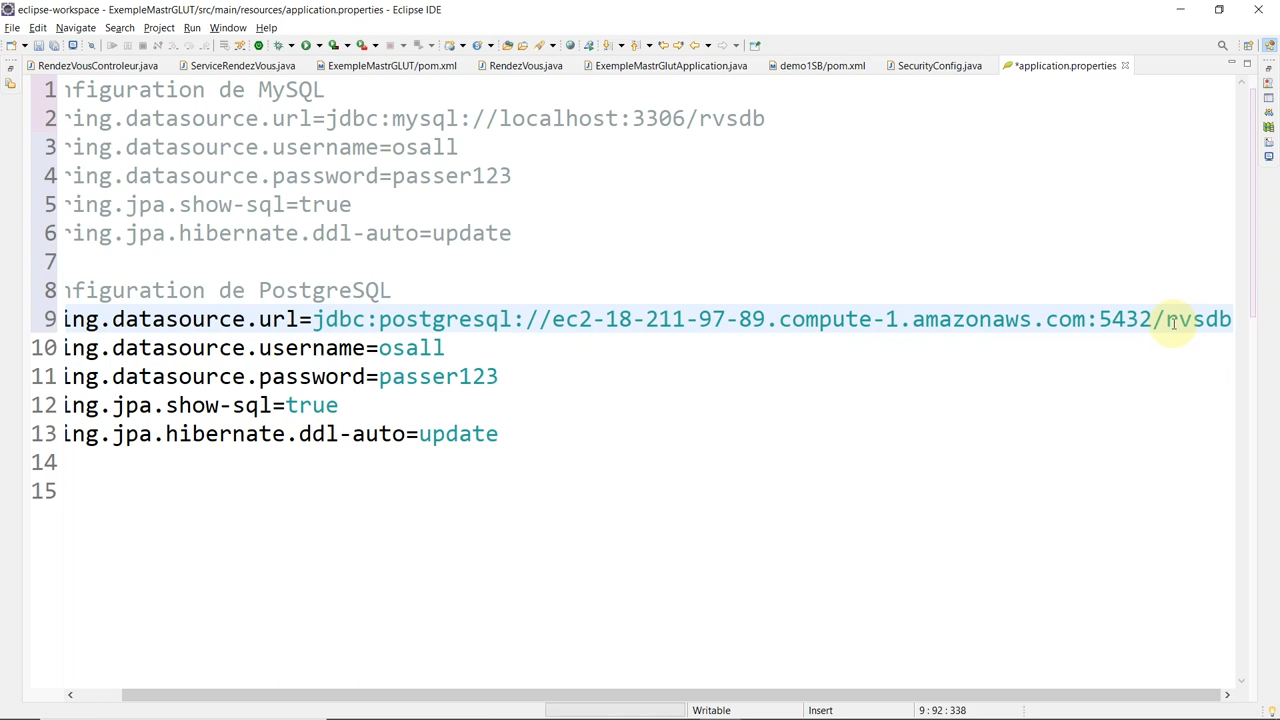 eclipse-workspace - ExempleMastrGLUT/src/main/resources/application.properties - Eclipse IDE
File Edit Navigate Search Project Run Window Help
RendezVousControleur.java ServiceRendezVous.java ExempleMastrGLUT/pom.xml RendezVous.java ExempleMastrGlutApplication.java demo1SB/pom.xml SecurityConfig.java *application.properties
1 nfiguration de MySQL
2 ring.datasource.url=jdbc:mysql://localhost:3306/rvsdb
3 ring.datasource.username=osall
4 ring.datasource.password=passer123
5 ring.jpa.show-sql=true
6 ring.jpa.hibernate.ddl-auto=update
7
8 nfiguration de PostgreSQL
9 ing.datasource.url=jdbc:postgresql://ec2-18-211-97-89.compute-1.amazonaws.com:5432/rvsdb
10 ing.datasource.username=osall
11 ing.datasource.password=passer123
12 ing.jpa.show-sql=true
13 ing.jpa.hibernate.ddl-auto=update
14
15
Writable Insert 9 : 92 : 338